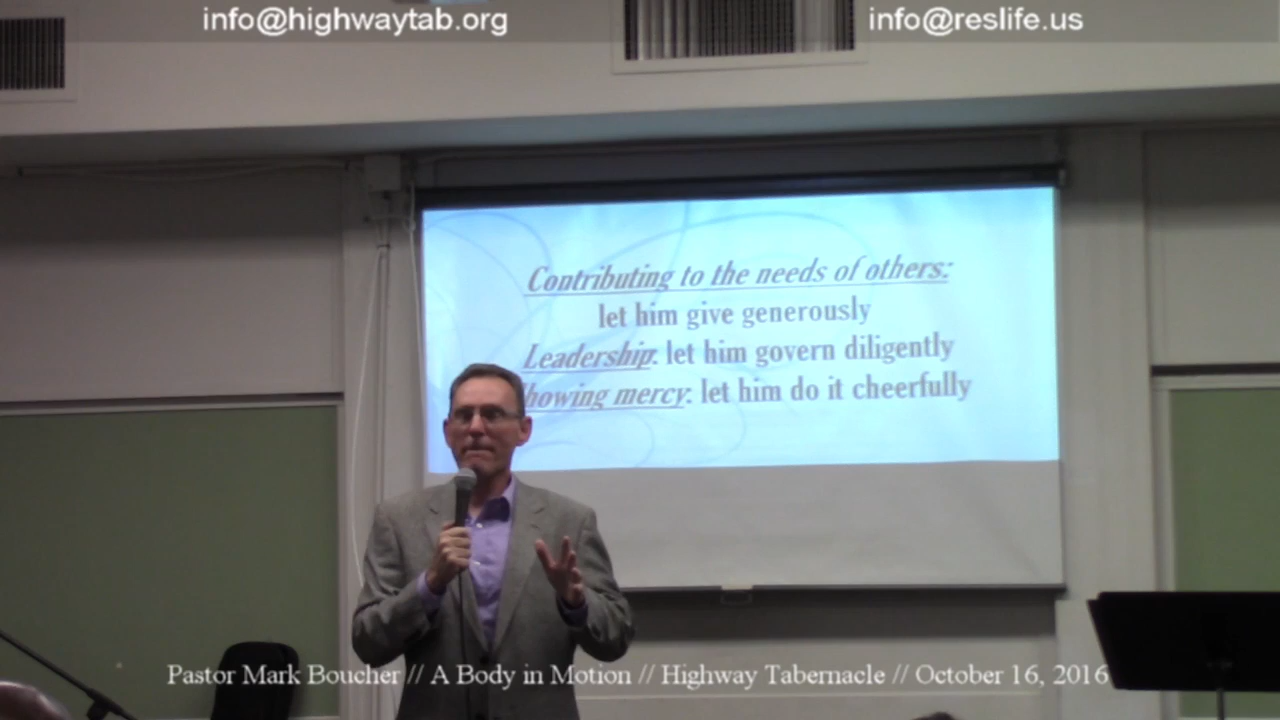 info@highwaytab.org
info@reslife.us
Contributing to the needs of others:
let him give generously
Leadership: let him govern diligently
howing mercy: let him do it cheerfully
Pastor Mark Boucher // A Body in Motion // Highway Tabernacle // October 16, 2016